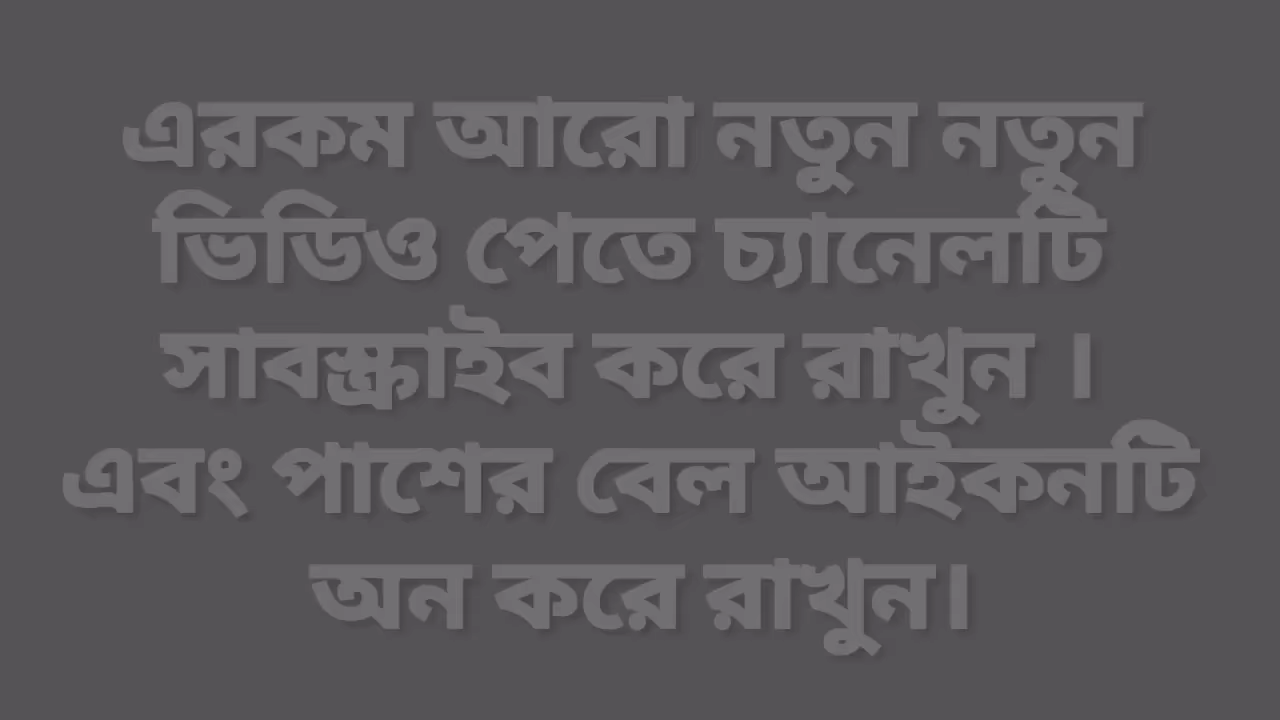 এরকম আরো নতুন নতুন
ভিডিও পেতে চ্যানেলটি
সাবস্ক্রাইব করে রাখুন ।
এবং পাশের বেল আইকনটি
অন করে রাখুন।